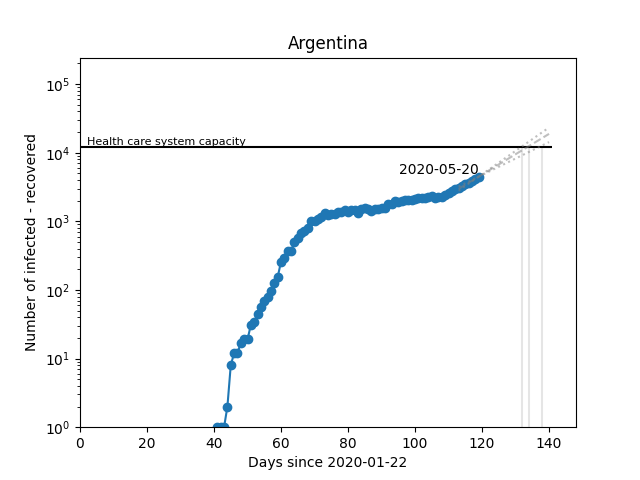 Argentina
Number of infected - recovered
10^5
10^4
10^3
10^2
10^1
10^0
Health care system capacity
2020-05-20
0 20 40 60 80 100 120 140
Days since 2020-01-22